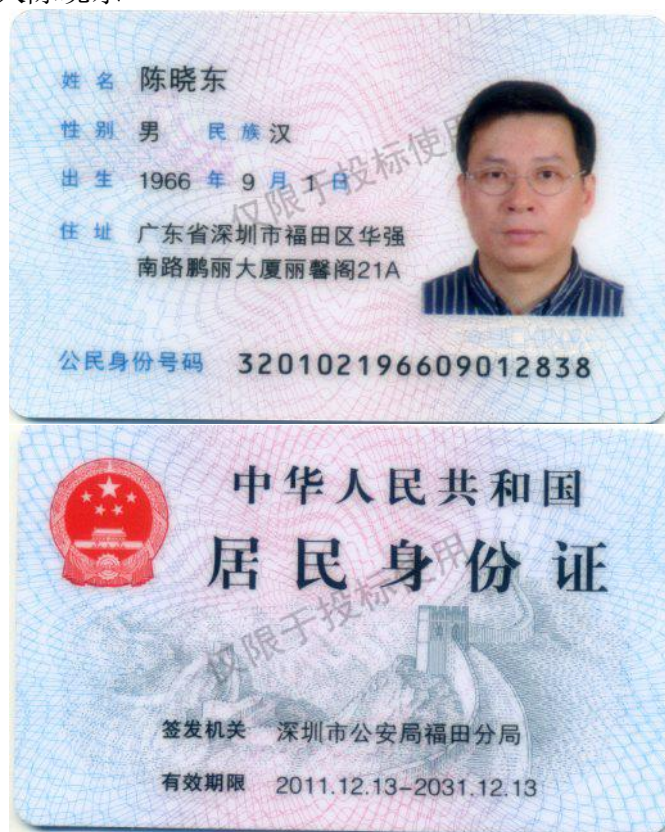 姓名 陈晓东
性别 男 民族 汉
出生 1966 年 9 月 1 日
住址 广东省深圳市福田区华强
南路鹏丽大厦丽馨阁21A
仅限于投标使用
公民身份号码 320102196609012838
中华人民共和国
居民身份证
仅限于投标使用
签发机关 深圳市公安局福田分局
有效期限 2011.12.13-2031.12.13